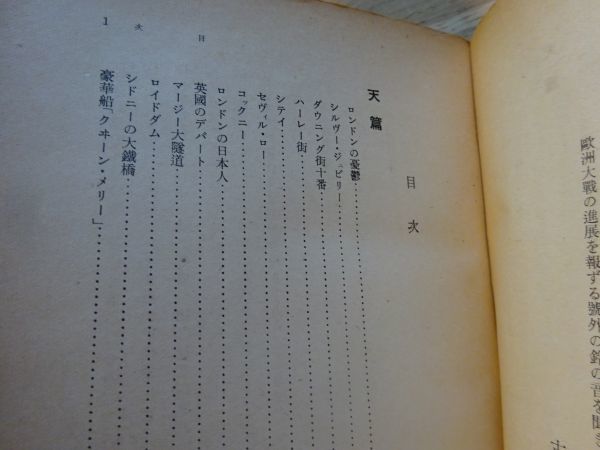 歐洲大戰の進展を報ずる號外の鈴の音を聞き
目次
天篇
ロンドンの憂鬱
シルヴー・ジュビリー
ダウニング街十番
ハーレー街
シテイ
セヴィル・ロー
コックニー
ロンドンの日本人
英國のデパート
マージー大隧道
ロイドダム
シドニーの大鐵橋
豪華船「クヰーン・メリー」
目次 1